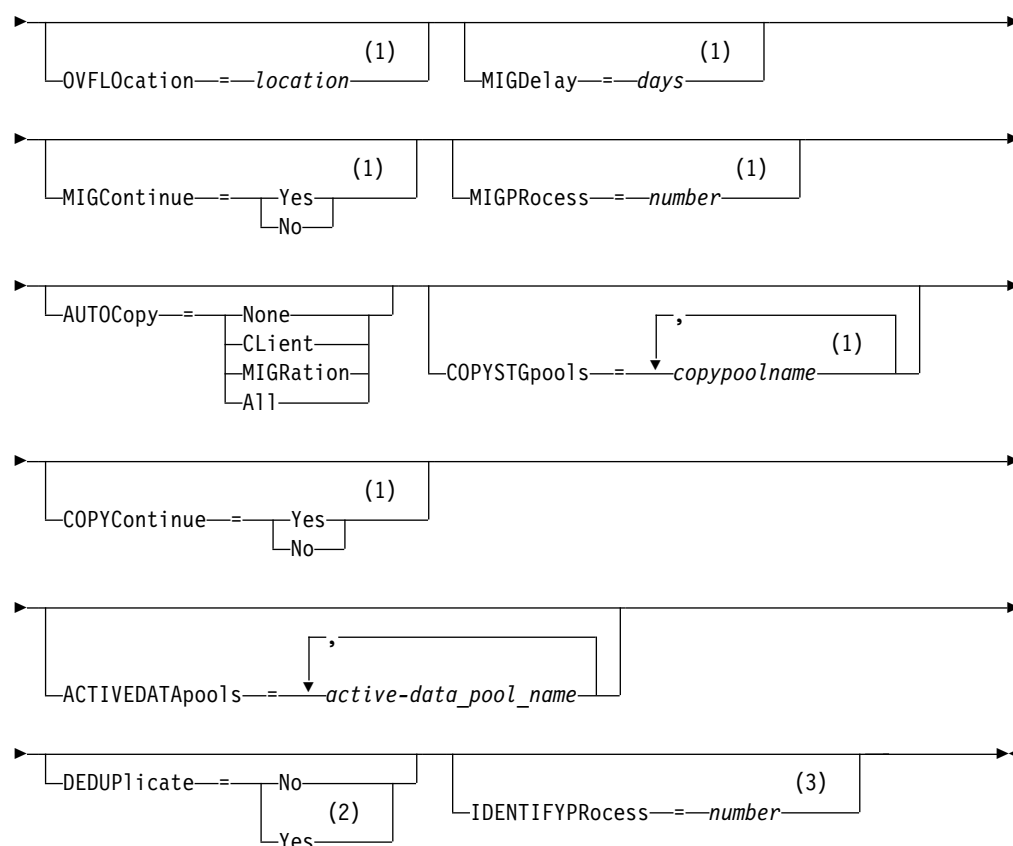 (1) (1)
OVFLOcation = location MIGDelay = days
(1) (1)
MIGContinue = Yes MIGPRocess = number
No
AUTOCopy = None ,
CLient (1)
MIGRation COPYSTGpools = copypoolname
All
(1)
COPYContinue = Yes
No
,
ACTIVEDATApools = active-data_pool_name
DEDUPlicate = No (3)
(2) IDENTIFYPRocess = number
Yes